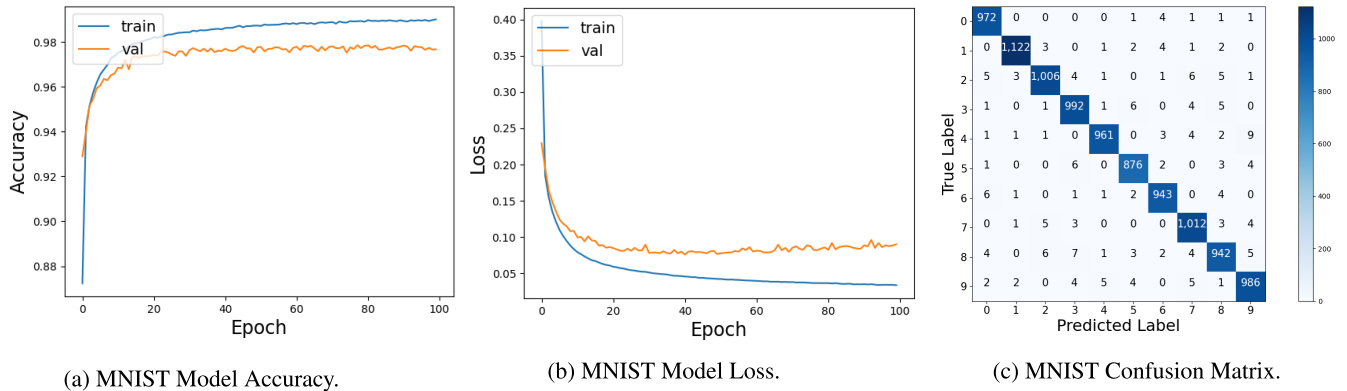 train
val
0.98
0.96
0.94
0.92
0.90
0.88
Accuracy
0 20 40 60 80 100
Epoch
(a) MNIST Model Accuracy.
train
val
0.40
0.35
0.30
0.25
0.20
0.15
0.10
0.05
Loss
0 20 40 60 80 100
Epoch
(b) MNIST Model Loss.
True Label
0 972 0 0 0 0 1 4 1 1 1
1 0 1,122 3 0 1 2 4 1 2 0
2 5 3 1,006 4 1 0 1 6 5 1
3 1 0 1 992 1 6 0 4 5 0
4 1 1 1 0 961 0 3 4 2 9
5 1 0 0 6 0 876 2 0 3 4
6 6 1 0 1 1 2 943 0 4 0
7 0 1 5 3 0 0 0 1,012 3 4
8 4 0 6 7 1 3 2 4 942 5
9 2 2 0 4 5 4 0 5 1 986
0 1 2 3 4 5 6 7 8 9
Predicted Label
1000
800
600
400
200
0
(c) MNIST Confusion Matrix.